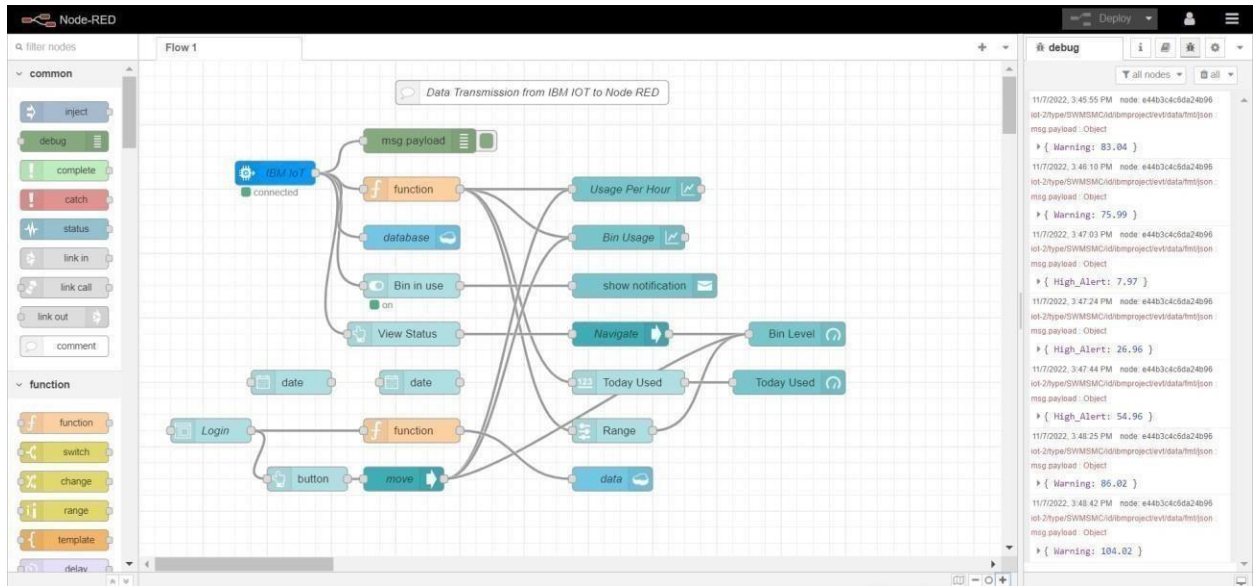 Node-RED
Deploy
filter nodes
Flow 1
debug
i
all nodes
all
common
inject
debug
complete
catch
status
link in
link call
link out
comment
function
function
switch
change
range
template
delay
Data Transmission from IBM IOT to Node RED
msg.payload
IBM IoT
connected
function
Usage Per Hour
database
Bin Usage
Bin in use
on
show notification
View Status
Navigate
Bin Level
date
date
123
Today Used
Today Used
Login
function
Range
button
move
data
11/7/2022, 3:45:55 PM node: e44b3c4c6da24b96
iot-2/type/SWMSMC/id/ibmproject/evt/data/fmt/json :
msg.payload : Object
{ Warning: 83.04 }
11/7/2022, 3:46:18 PM node: e44b3c4c6da24b96
iot-2/type/SWMSMC/id/ibmproject/evt/data/fmt/json :
msg.payload : Object
{ Warning: 75.99 }
11/7/2022, 3:47:03 PM node: e44b3c4c6da24b96
iot-2/type/SWMSMC/id/ibmproject/evt/data/fmt/json :
msg.payload : Object
{ High_Alert: 7.97 }
11/7/2022, 3:47:24 PM node: e44b3c4c6da24b96
iot-2/type/SWMSMC/id/ibmproject/evt/data/fmt/json :
msg.payload : Object
{ High_Alert: 26.96 }
11/7/2022, 3:47:44 PM node: e44b3c4c6da24b96
iot-2/type/SWMSMC/id/ibmproject/evt/data/fmt/json :
msg.payload : Object
{ High_Alert: 54.96 }
11/7/2022, 3:48:25 PM node: e44b3c4c6da24b96
iot-2/type/SWMSMC/id/ibmproject/evt/data/fmt/json :
msg.payload : Object
{ Warning: 86.02 }
11/7/2022, 3:48:42 PM node: e44b3c4c6da24b96
iot-2/type/SWMSMC/id/ibmproject/evt/data/fmt/json :
msg.payload : Object
{ Warning: 104.02 }